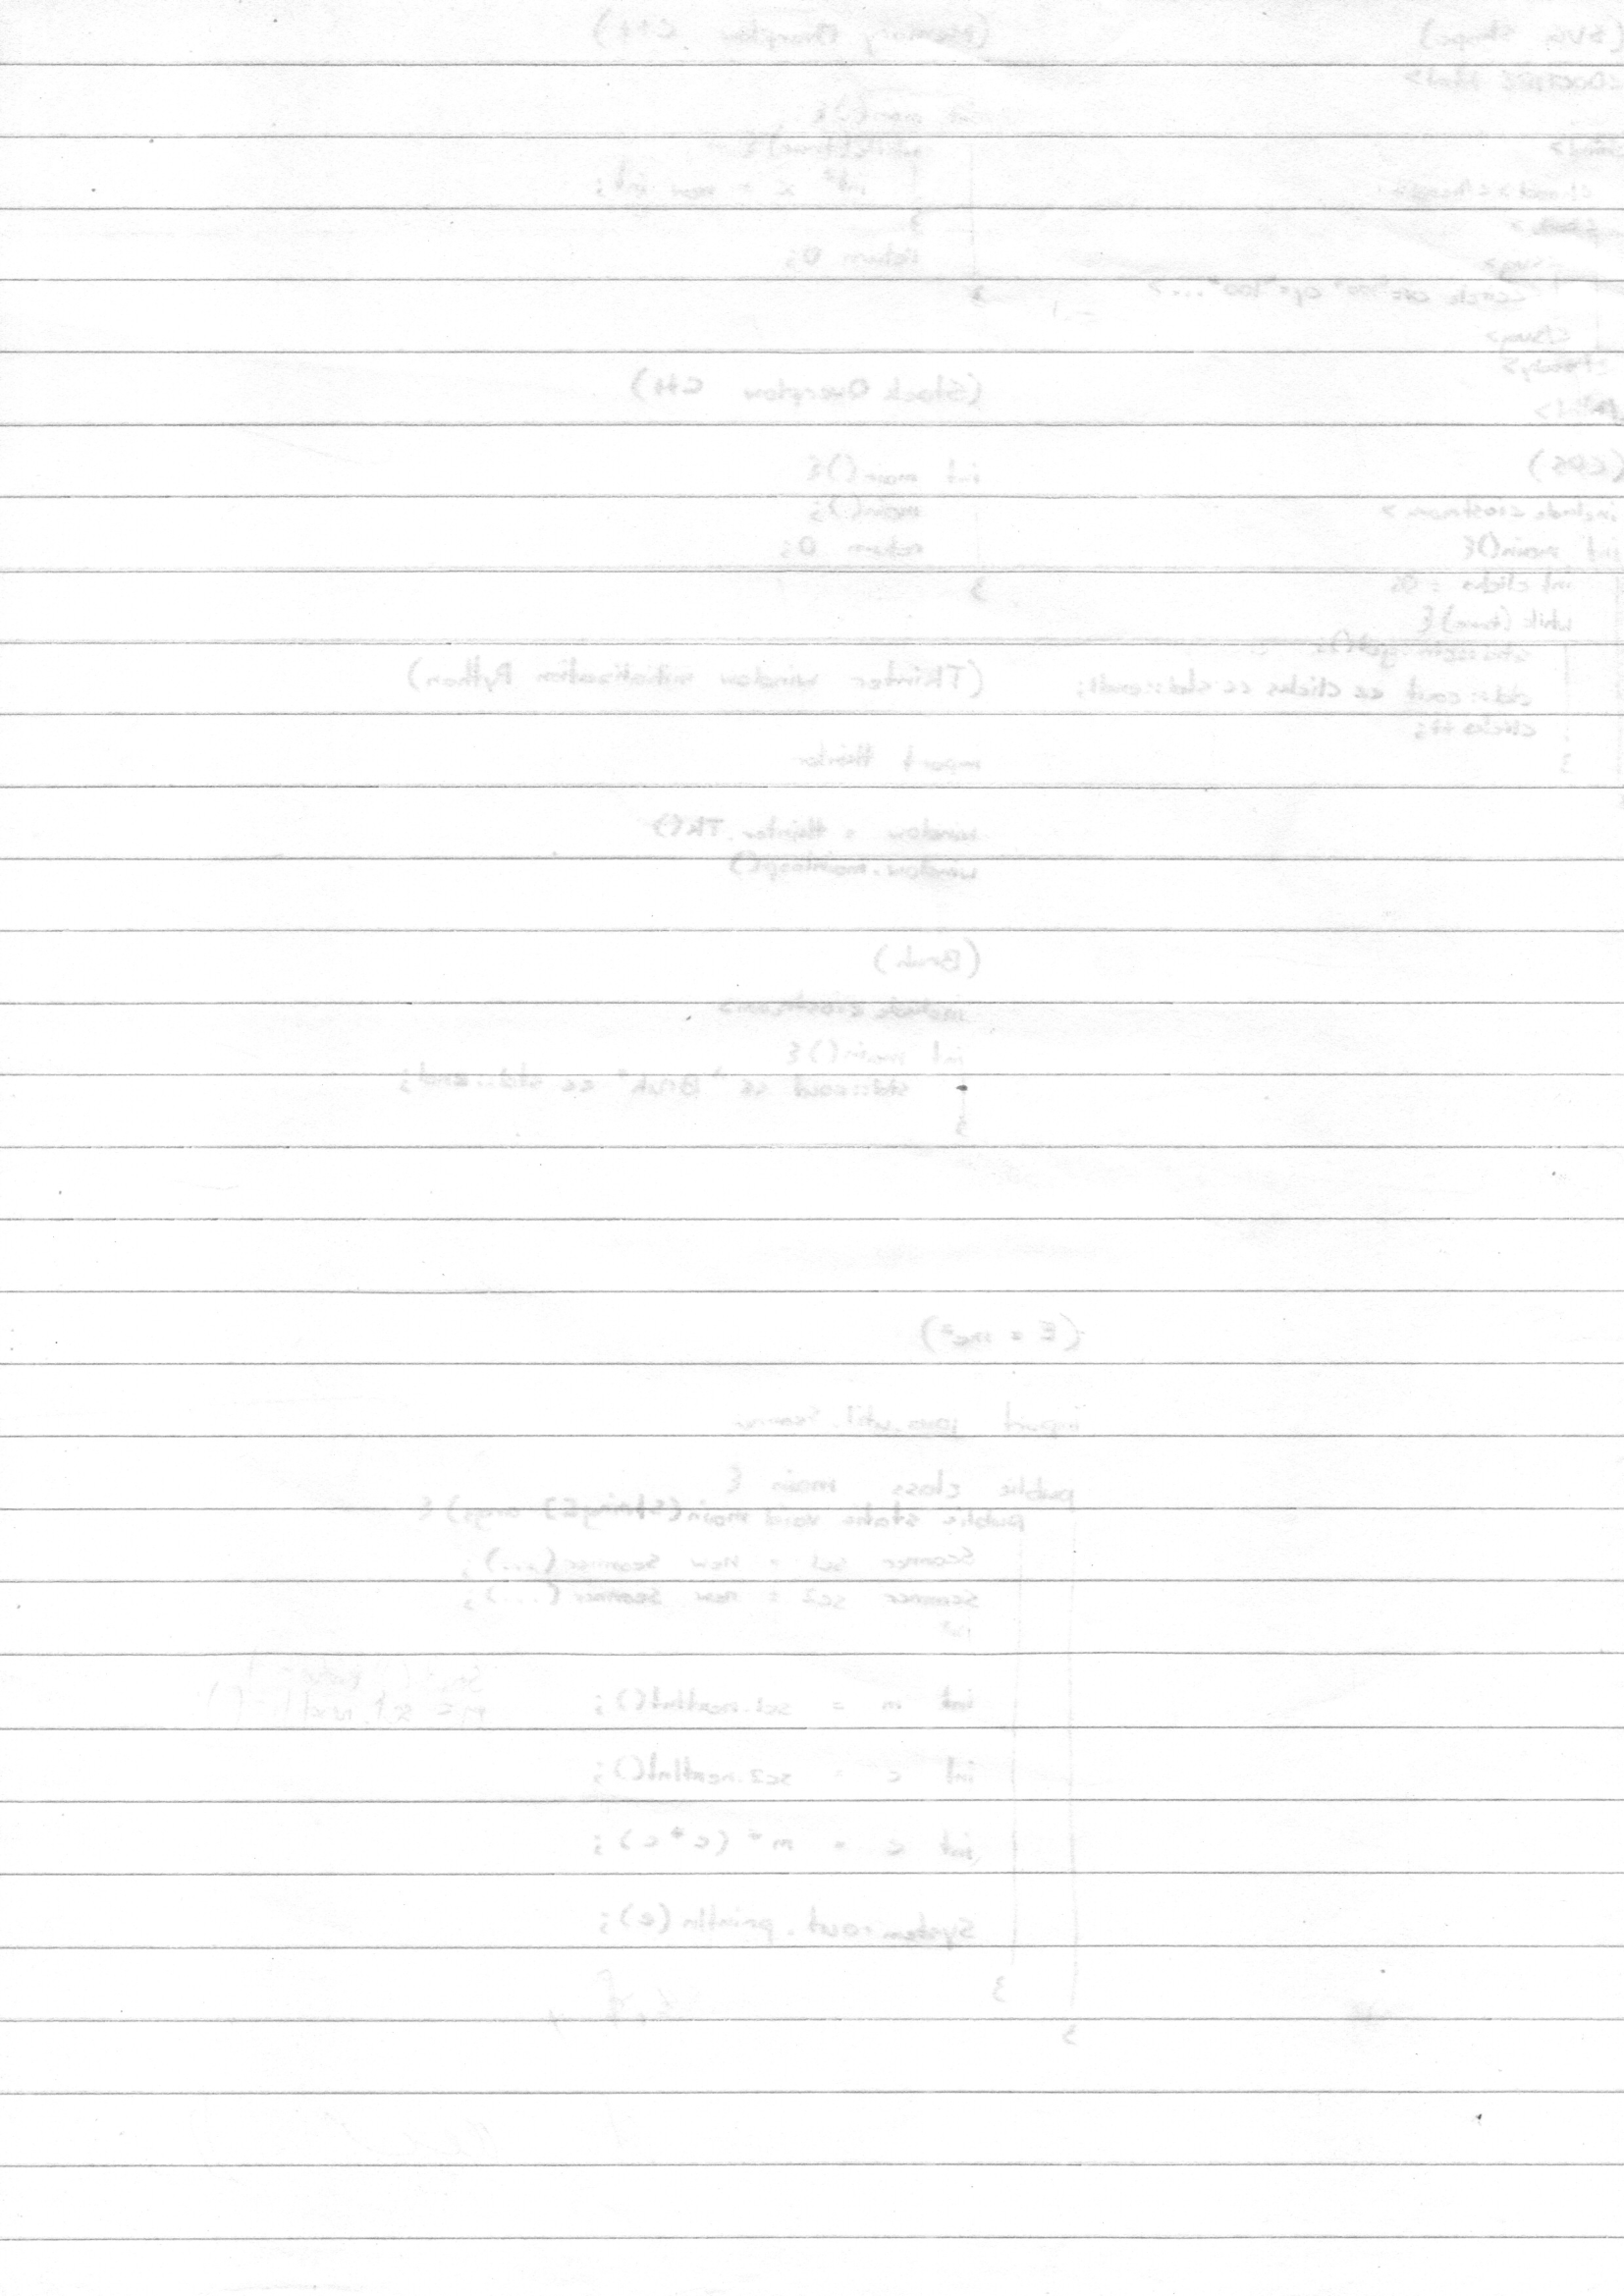 (SVG Shape)
<DOCTYPE html>
<html>
<head></head>
<body>
<svg>
<circle cx="100" cy="100" ...>
</svg>
</body>
</html>
(CPS)
include <iostream>
int main(){
int clicks = 0;
while (true) {
std::cin.get();
std::cout << clicks << std::endl;
clicks++;
}
(Memory Overflow C++)
int main(){
while(true){
int* x = new int;
}
return 0;
}
(Stack Overflow C++)
int main(){
main();
return 0;
}
(Tkinter window initialization Python)
import tkinter
window = tkinter.Tk()
window.mainloop()
(Bruh)
include <iostream>
int main(){
std::cout << "Bruh" << std::endl;
}
(E = mc²)
import java.util.Scanner
public class main {
public static void main(String[] args) {
Scanner sc1 = new Scanner(...);
Scanner sc2 = new Scanner(...);
int m = sc1.nextInt();
int c = sc2.nextInt();
int e = m * (c * c);
System.out.println(e);
}
}